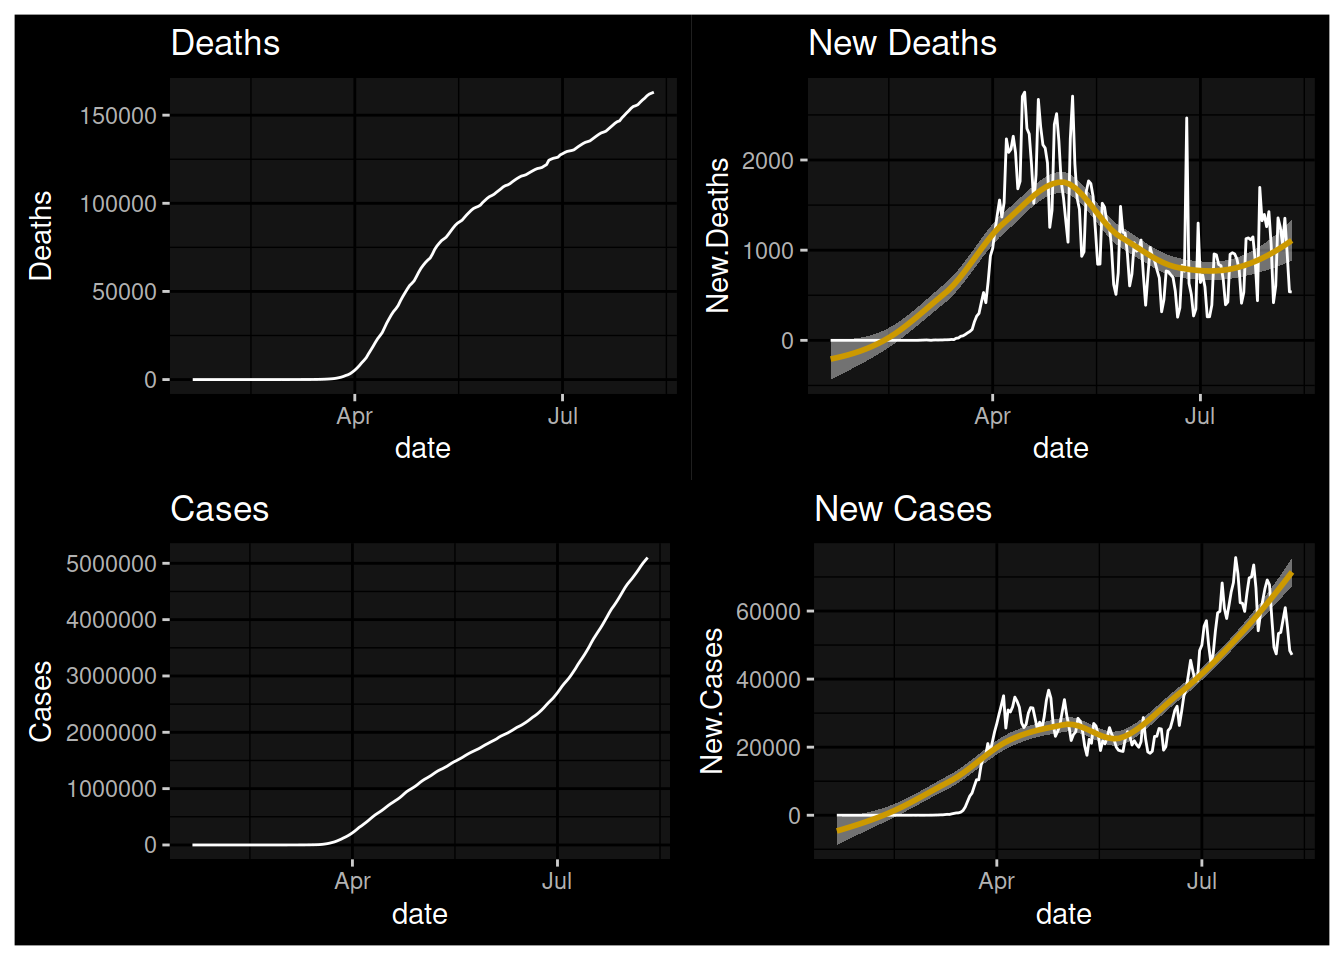 Deaths
150000
100000
50000
0
Deaths
Apr Jul
date
New Deaths
2000
1000
0
New.Deaths
Apr Jul
date
Cases
5000000
4000000
3000000
2000000
1000000
0
Cases
Apr Jul
date
New Cases
60000
40000
20000
0
New.Cases
Apr Jul
date